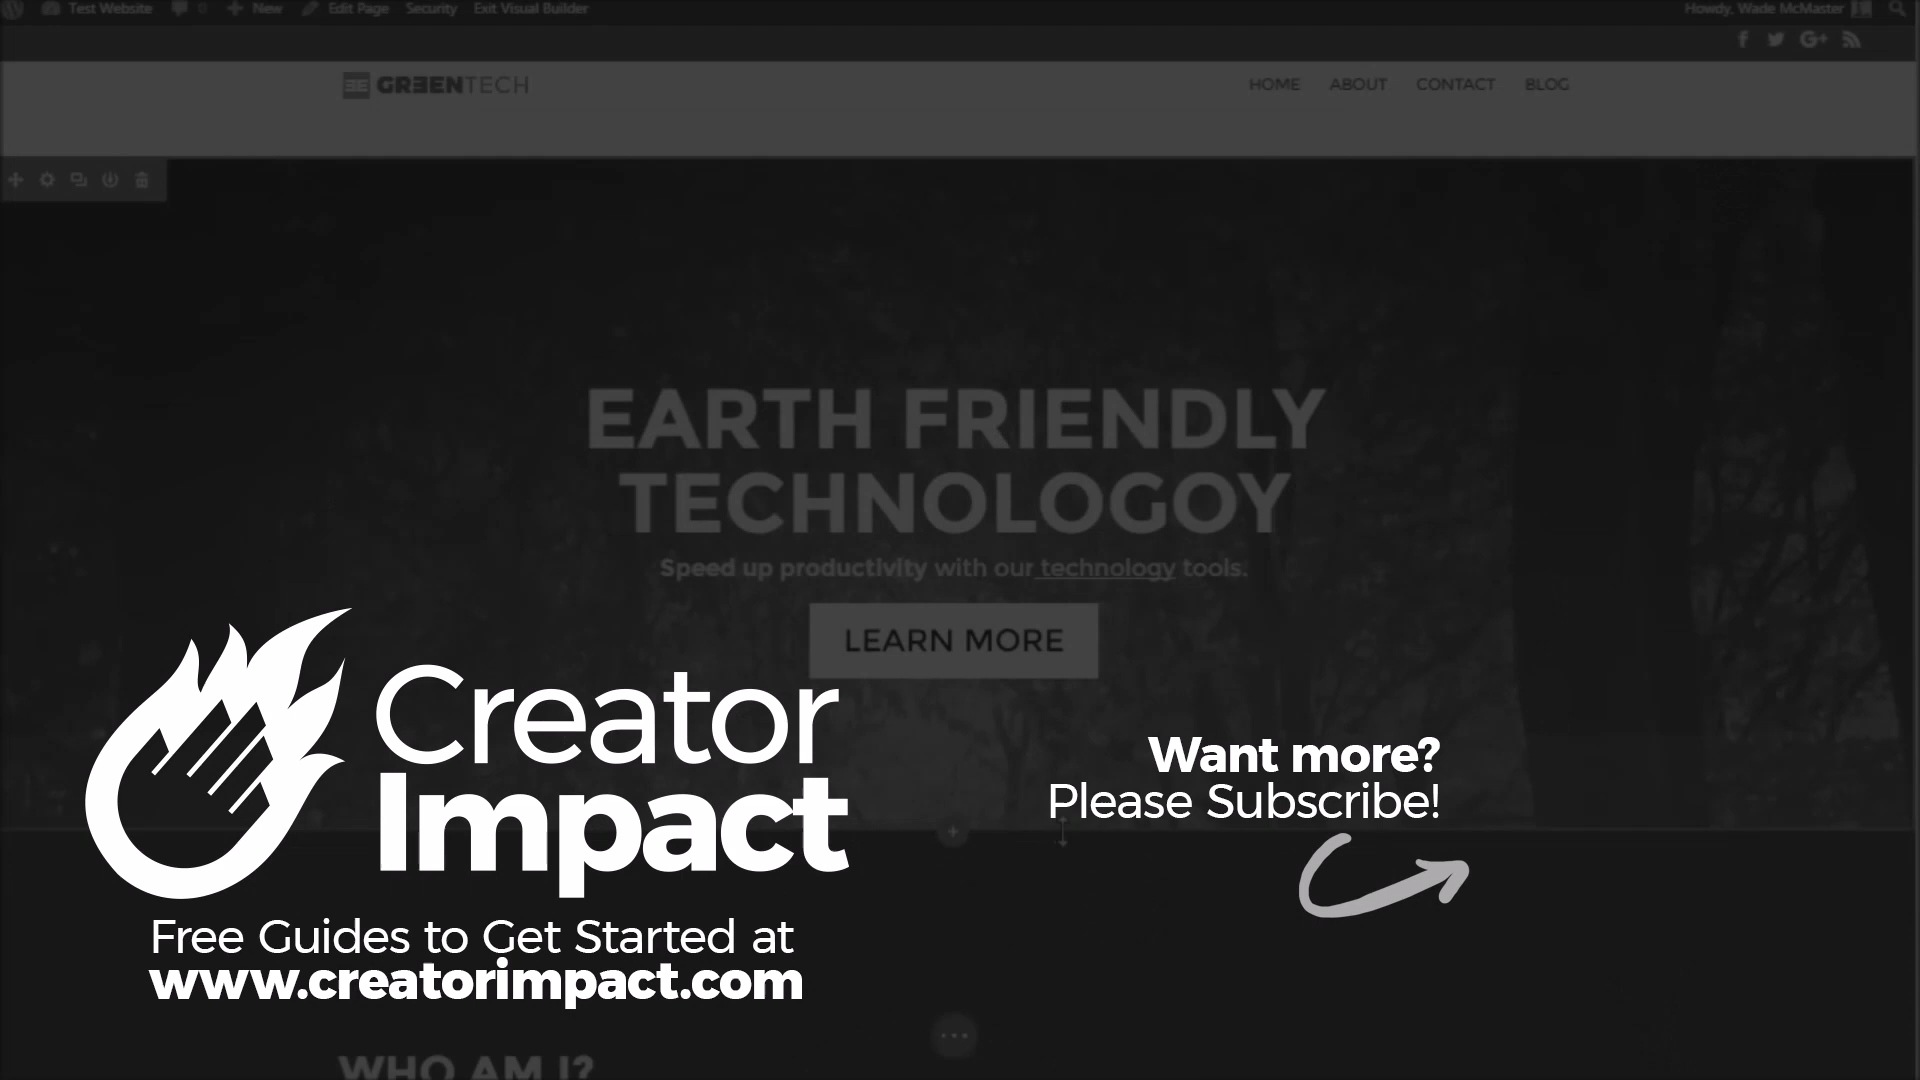 Test Website 0 New Edit Page Security Exit Visual Builder Howdy, Wade McMaster
GREENTECH HOME ABOUT CONTACT BLOG
EARTH FRIENDLY
TECHNOLOGOY
Speed up productivity with our technology tools.
LEARN MORE
Creator
Impact
Free Guides to Get Started at
www.creatorimpact.com
Want more?
Please Subscribe!
WHO AM I?